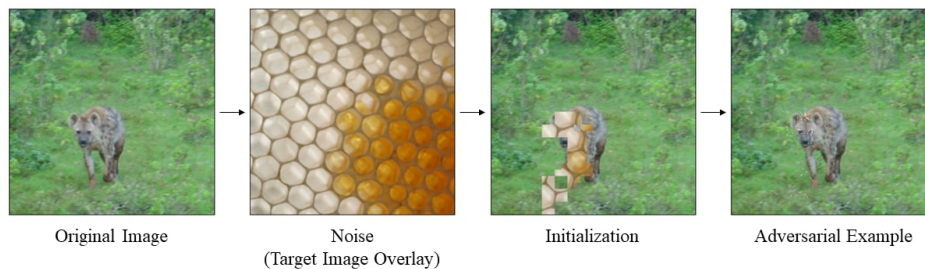 Original Image
Noise
(Target Image Overlay)
Initialization
Adversarial Example